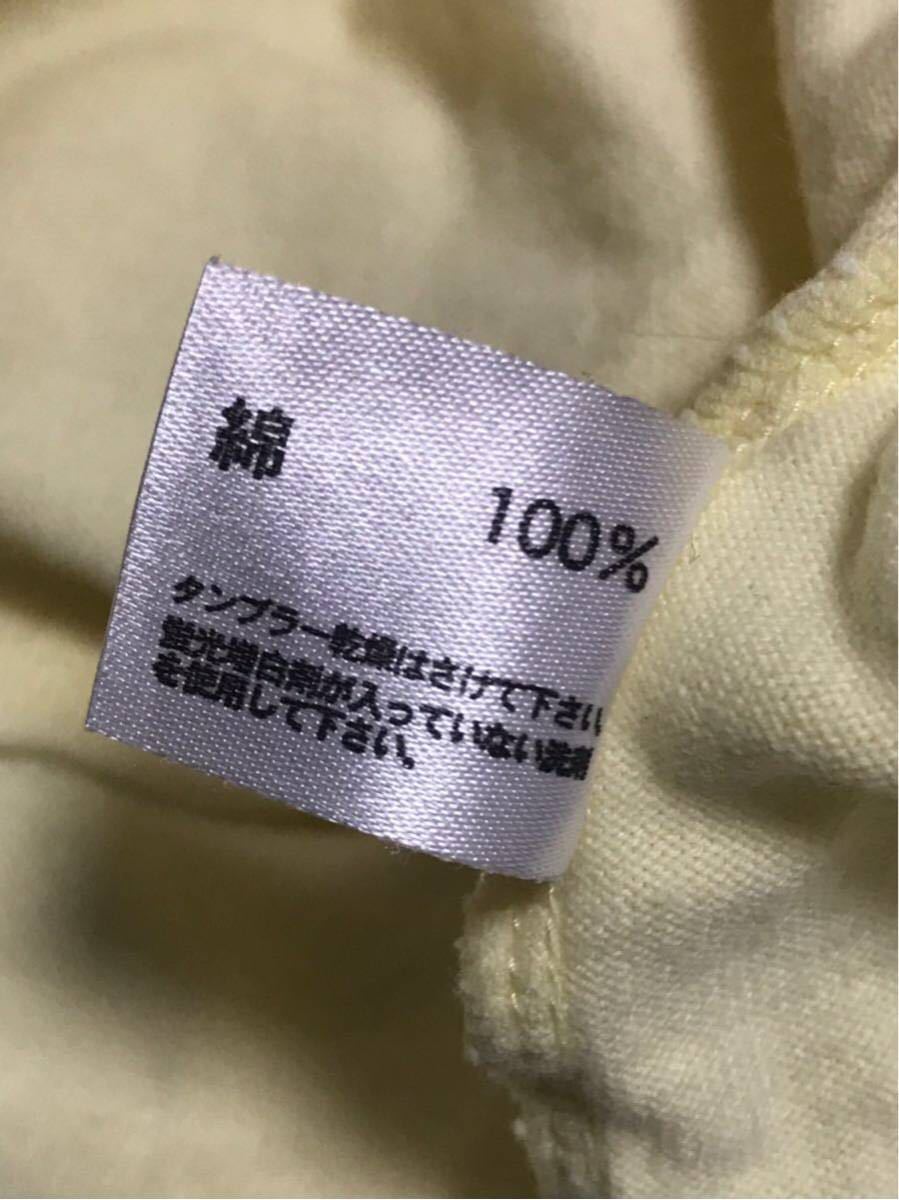 綿
100%
タンブラー乾燥はさけて下さい
蛍光増白剤が入っていない洗剤
を使用して下さい。